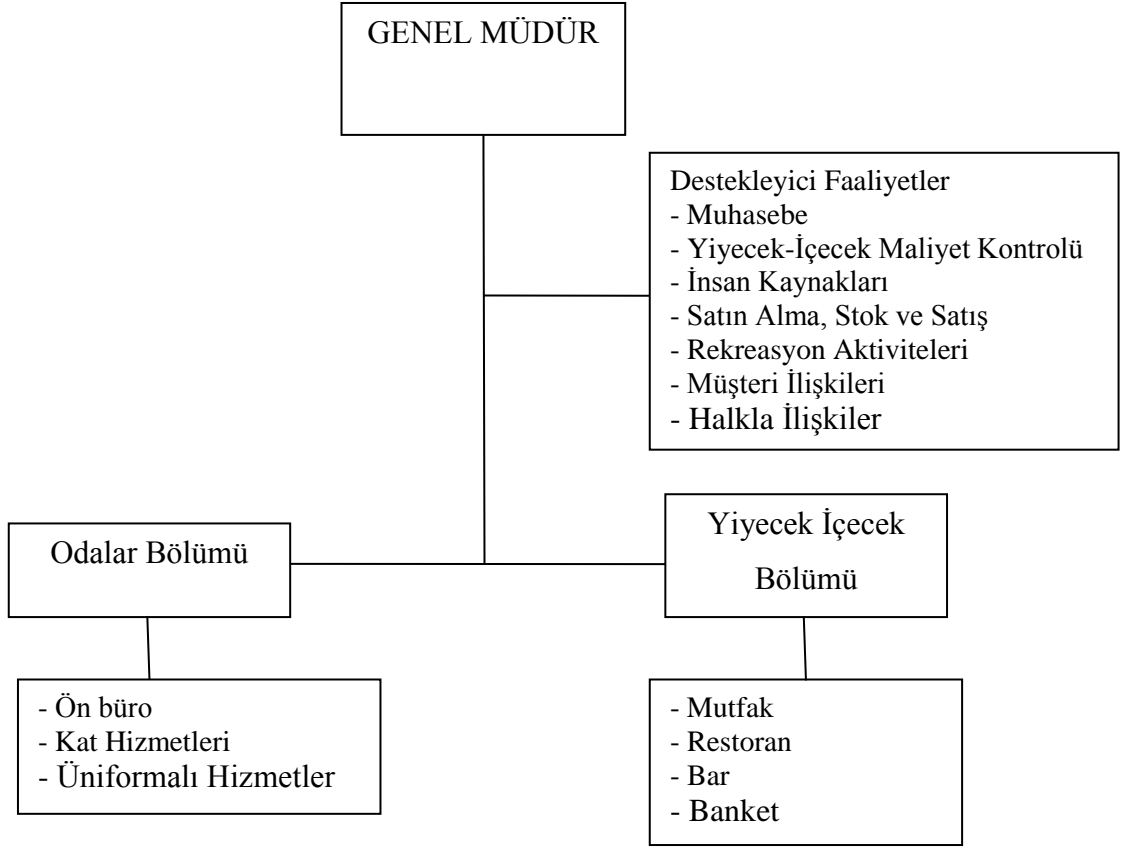 GENEL MÜDÜR
Destekleyici Faaliyetler
- Muhasebe
- Yiyecek-İçecek Maliyet Kontrolü
- İnsan Kaynakları
- Satın Alma, Stok ve Satış
- Rekreasyon Aktiviteleri
- Müşteri İlişkileri
- Halkla İlişkiler
Odalar Bölümü
Yiyecek İçecek
Bölümü
- Ön büro
- Kat Hizmetleri
- Üniformalı Hizmetler
- Mutfak
- Restoran
- Bar
- Banket